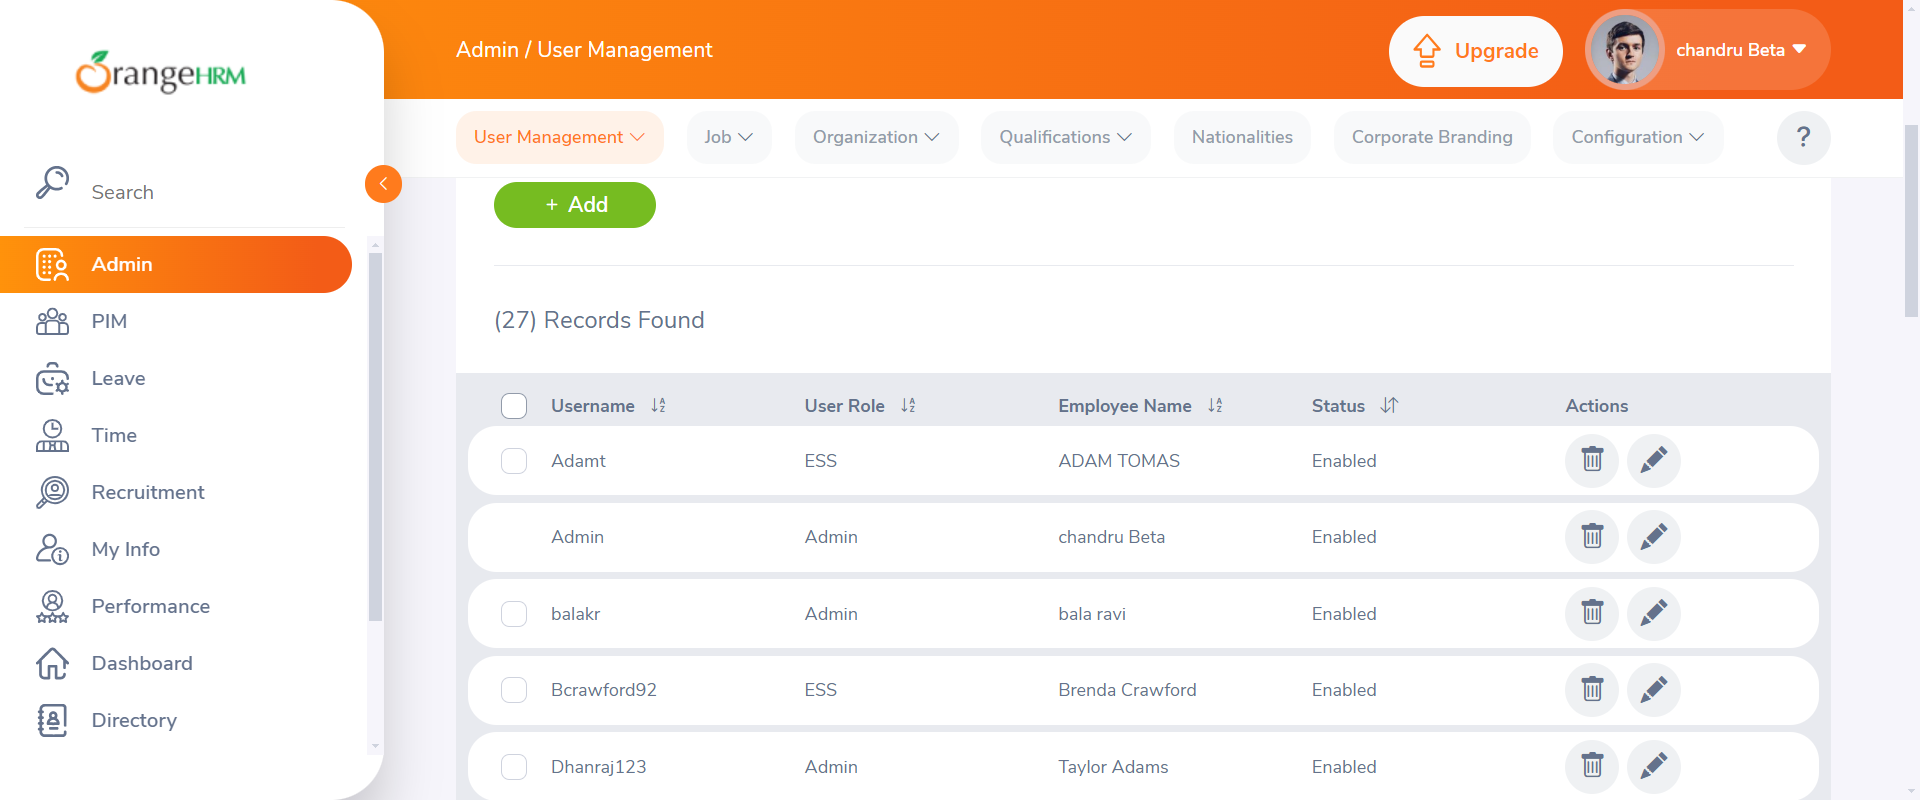 OrangeHRM
Search
Admin
PIM
Leave
Time
Recruitment
My Info
Performance
Dashboard
Directory
Admin / User Management
Upgrade
chandru Beta
User Management
Job
Organization
Qualifications
Nationalities
Corporate Branding
Configuration
?
+ Add
(27) Records Found
Username User Role Employee Name Status Actions
Adamt ESS ADAM TOMAS Enabled
Admin Admin chandru Beta Enabled
balakr Admin bala ravi Enabled
Bcrawford92 ESS Brenda Crawford Enabled
Dhanraj123 Admin Taylor Adams Enabled